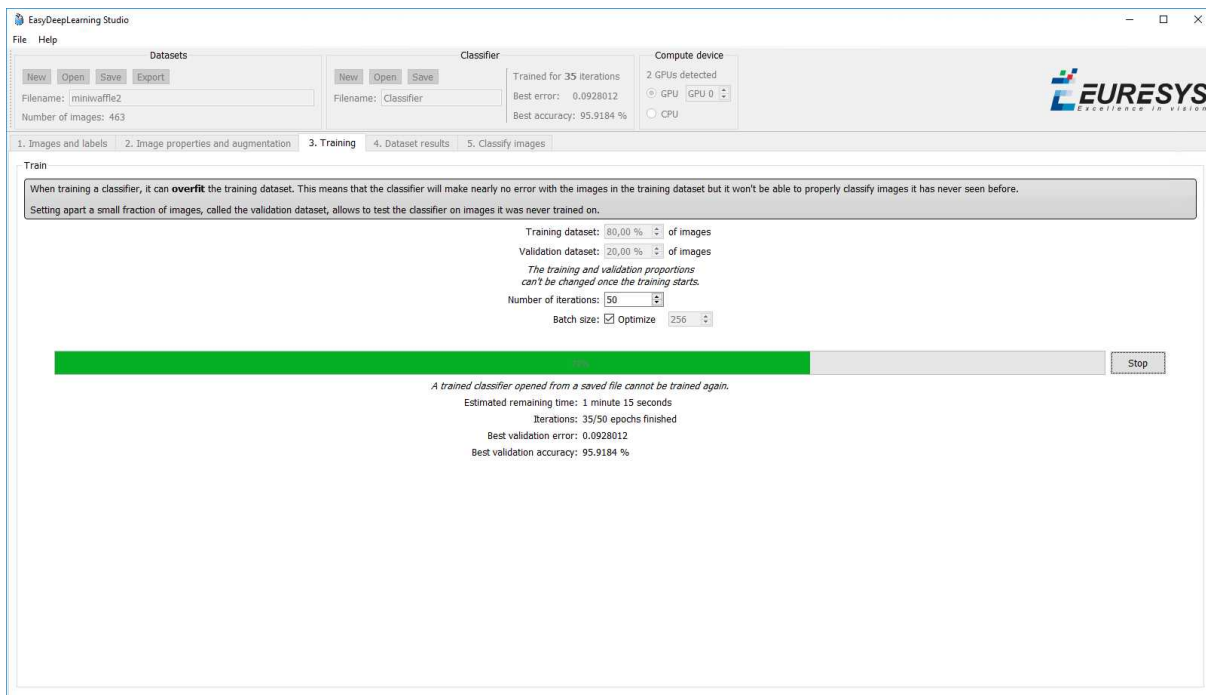 EasyDeepLearning Studio
File Help
Datasets
New Open Save Export
Filename: miniwaffle2
Number of images: 463
Classifier
New Open Save
Filename: Classifier
Trained for 35 iterations
Best error: 0.0928012
Best accuracy: 95.9184 %
Compute device
2 GPUs detected
GPU GPU 0
CPU
EURESYS
Excellence in vision
1. Images and labels 2. Image properties and augmentation 3. Training 4. Dataset results 5. Classify images
Train
When training a classifier, it can overfit the training dataset. This means that the classifier will make nearly no error with the images in the training dataset but it won't be able to properly classify images it has never seen before.
Setting apart a small fraction of images, called the validation dataset, allows to test the classifier on images it was never trained on.
Training dataset: 80,00 % of images
Validation dataset: 20,00 % of images
The training and validation proportions
can't be changed once the training starts.
Number of iterations: 50
Batch size: Optimize 256
Stop
A trained classifier opened from a saved file cannot be trained again.
Estimated remaining time: 1 minute 15 seconds
Iterations: 35/50 epochs finished
Best validation error: 0.0928012
Best validation accuracy: 95.9184 %